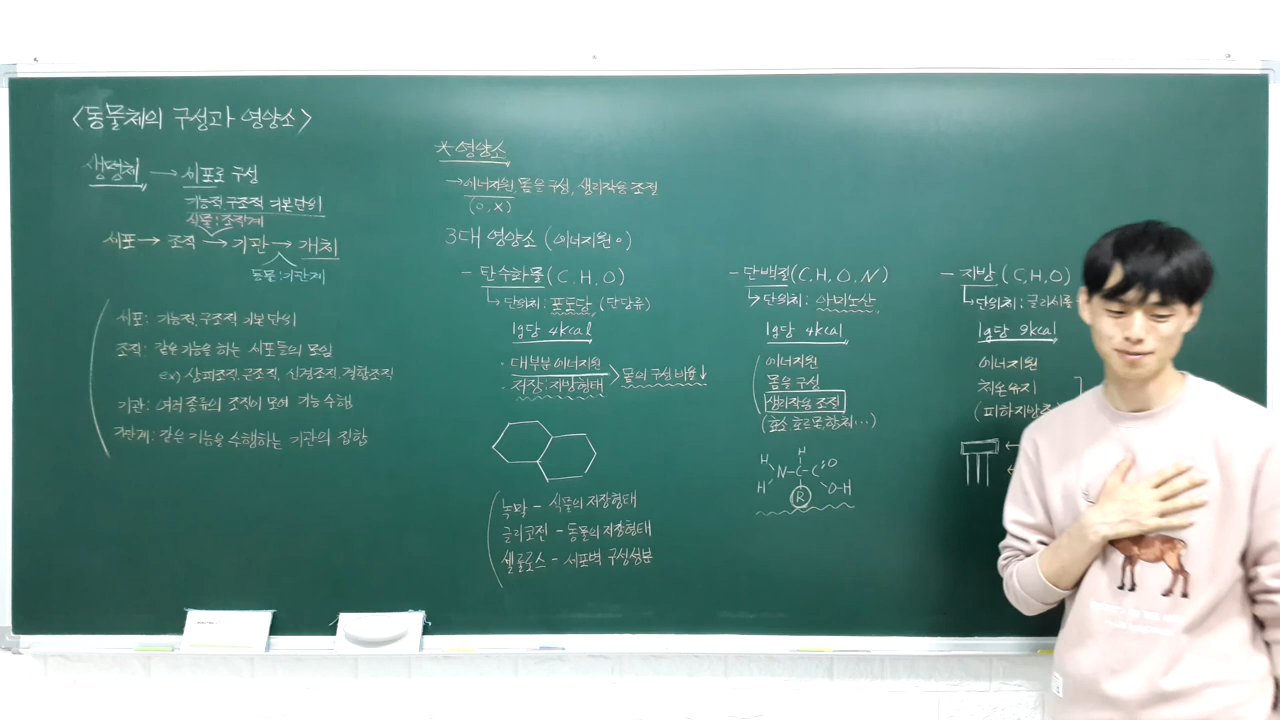 <동물체의 구성과 영양소>
생명체 → 세포로 구성
기능적 구조적 기본단위
식물: 조직계
세포 → 조직 → 기관 → 개체
동물: 기관계
세포: 기능적, 구조적 기본단위
조직: 같은 기능을 하는 세포들의 모임
ex) 상피조직, 근조직, 신경조직, 결합조직
기관: 여러 종류의 조직이 모여 기능수행
같은 기능을 수행하는 기관의 집합
* 영양소
→ 에너지원, 몸을 구성, 생리작용 조절
(O, X)
3대 영양소 (에너지원 o)
- 탄수화물 (C, H, O)
단위체: 포도당 (단당류)
1g당 4kcal
· 대부분 에너지원
· 저장: 지방형태
몸의 구성 비율↓
녹말 - 식물의 저장형태
글리코젠 - 동물의 저장형태
셀룰로스 - 세포벽 구성성분
- 단백질 (C, H, O, N)
단위체: 아미노산
1g당 4kcal
에너지원
몸을 구성
생리작용 조절
(효소 호르몬 항체…)
H H O
N - C - C
H R O-H
- 지방 (C, H, O)
단위체: 글리시롤
1g당 9kcal
에너지원
체온유지
(피하지방